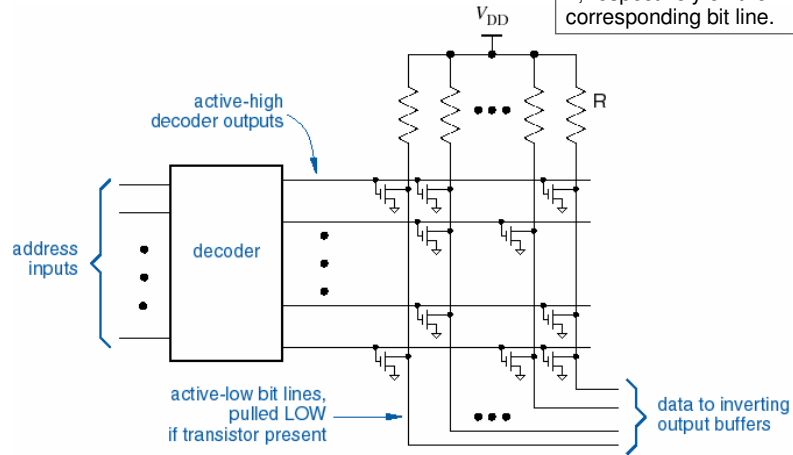 corresponding bit line.
VDD
R
active-high
decoder outputs
address
inputs
decoder
active-low bit lines,
pulled LOW
if transistor present
data to inverting
output buffers